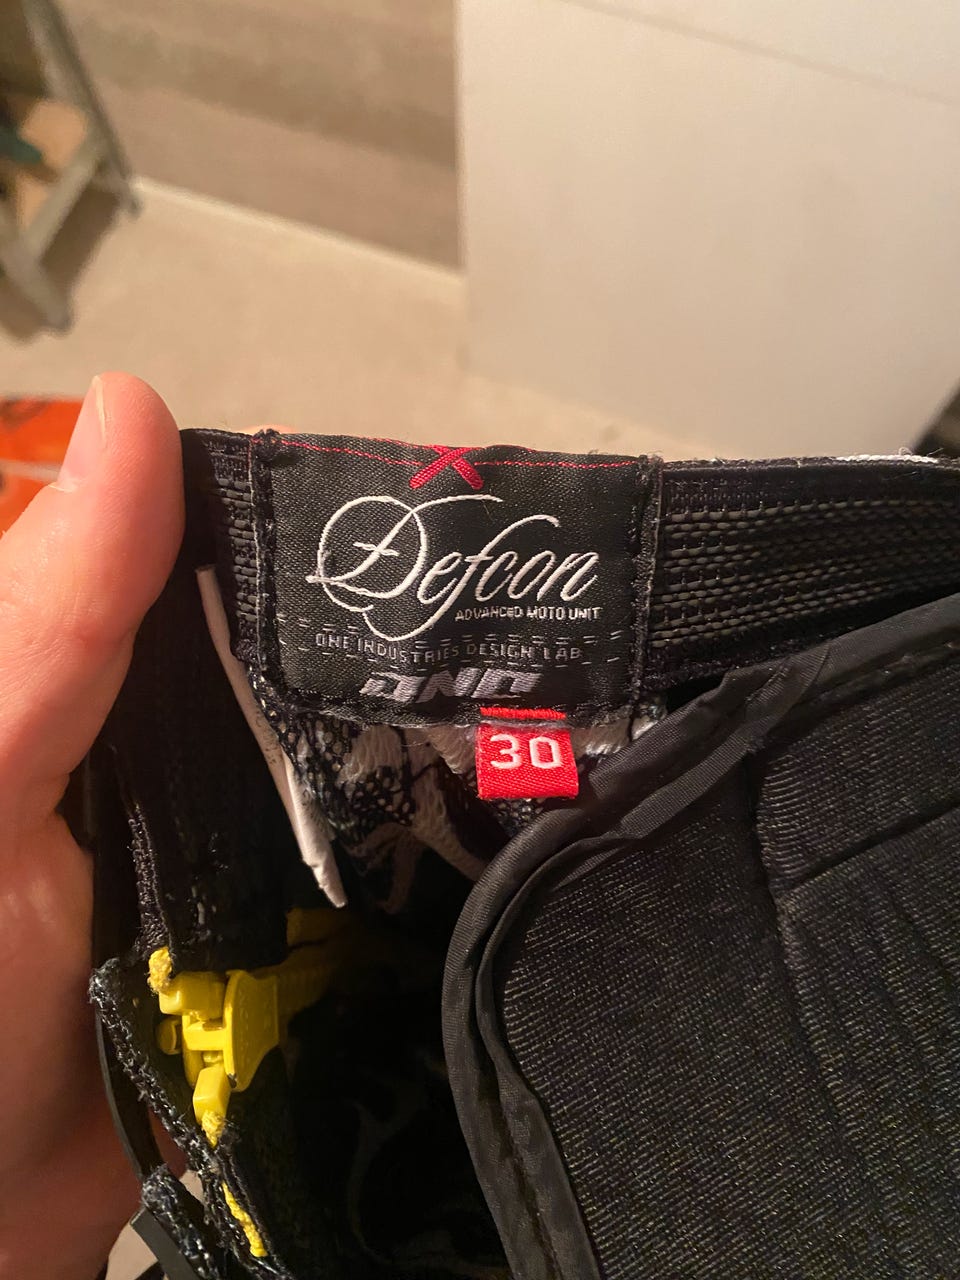 Defcon
ADVANCED MOTO UNIT
ONE INDUSTRIES DESIGN LAB
ONE
30